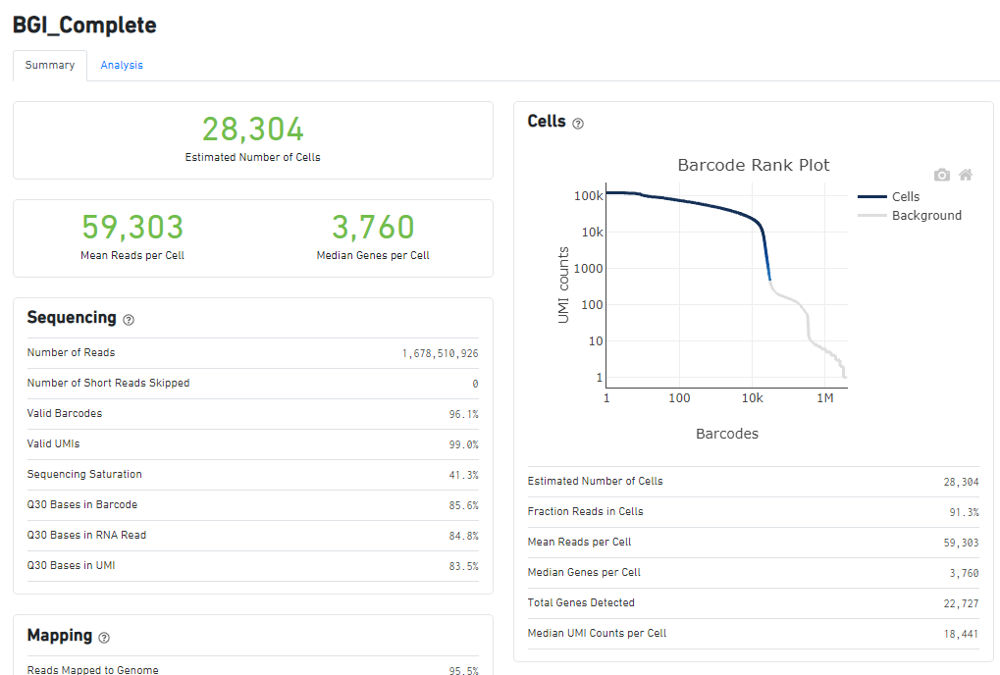 BGI_Complete
Summary Analysis
28,304
Estimated Number of Cells
59,303 3,760
Mean Reads per Cell Median Genes per Cell
Sequencing ?
Number of Reads 1,678,510,926
Number of Short Reads Skipped 0
Valid Barcodes 96.1%
Valid UMIs 99.0%
Sequencing Saturation 41.3%
Q30 Bases in Barcode 85.6%
Q30 Bases in RNA Read 84.8%
Q30 Bases in UMI 83.5%
Mapping ?
Reads Mapped to Genome 95.5%
Cells ?
Barcode Rank Plot
Cells
Background
100k
10k
1000
100
10
1
UMI counts
1 100 10k 1M
Barcodes
Estimated Number of Cells 28,304
Fraction Reads in Cells 91.3%
Mean Reads per Cell 59,303
Median Genes per Cell 3,760
Total Genes Detected 22,727
Median UMI Counts per Cell 18,441